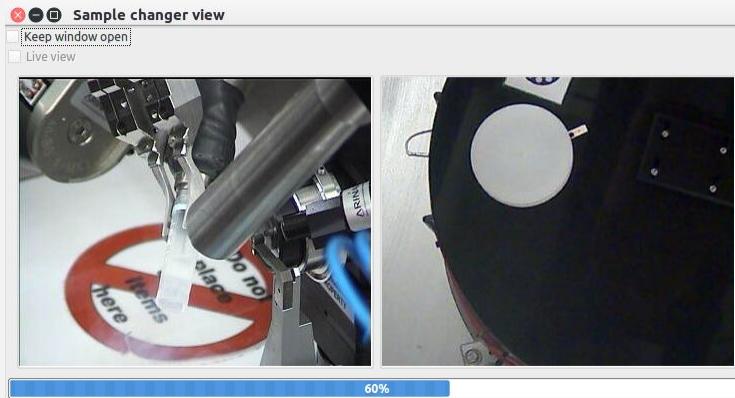 Sample changer view
Keep window open
Live view
Do not
place
items
here
60%